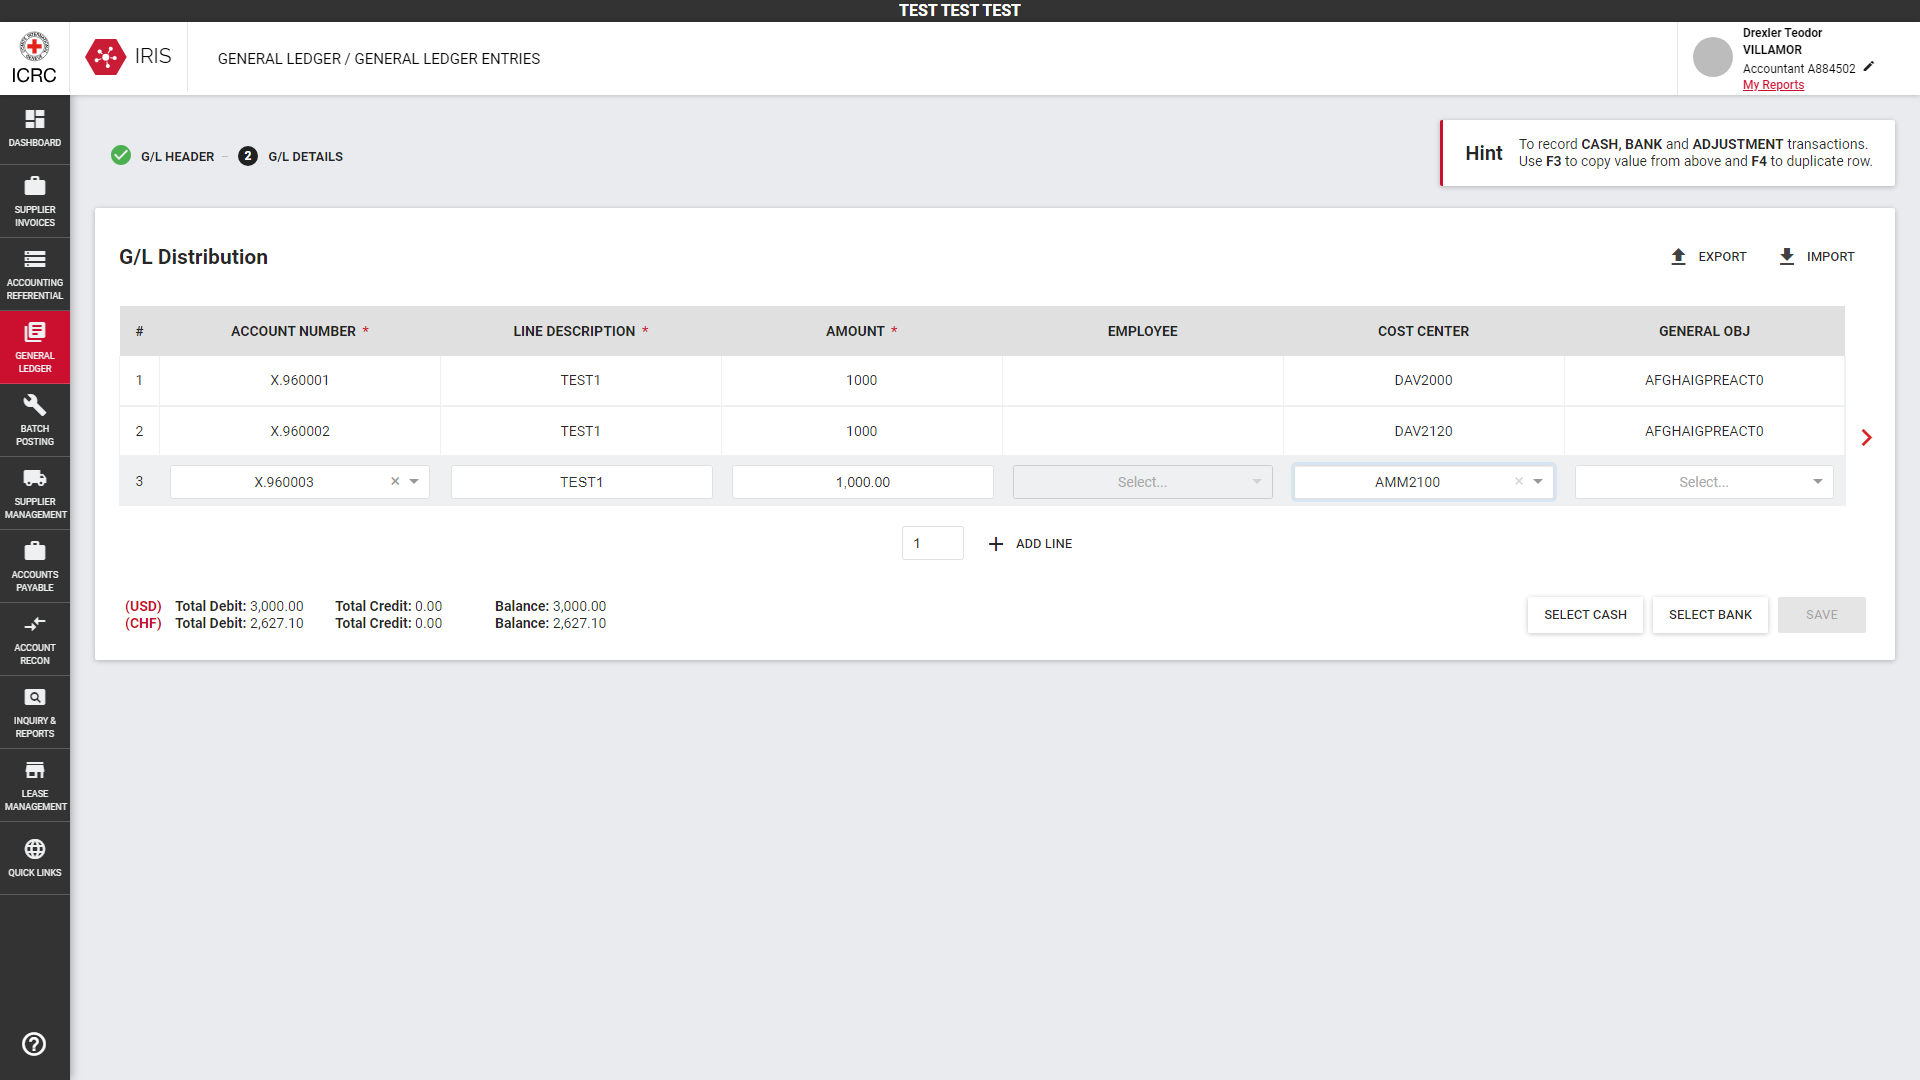 TEST TEST TEST
ICRC
IRIS
GENERAL LEDGER / GENERAL LEDGER ENTRIES
Drexler Teodor
VILLAMOR
Accountant A884502
My Reports
DASHBOARD
SUPPLIER
INVOICES
ACCOUNTING
REFERENTIAL
GENERAL
LEDGER
BATCH
POSTING
SUPPLIER
MANAGEMENT
ACCOUNTS
PAYABLE
ACCOUNT
RECON
INQUIRY &
REPORTS
LEASE
MANAGEMENT
QUICK LINKS
G/L HEADER – 2 G/L DETAILS
Hint
To record CASH, BANK and ADJUSTMENT transactions.
Use F3 to copy value from above and F4 to duplicate row.
G/L Distribution
EXPORT IMPORT
# ACCOUNT NUMBER * LINE DESCRIPTION * AMOUNT * EMPLOYEE COST CENTER GENERAL OBJ
1 X.960001 TEST1 1000 DAV2000 AFGHAIGPREACT0
2 X.960002 TEST1 1000 DAV2120 AFGHAIGPREACT0
3 X.960003 × TEST1 1,000.00 Select... AMM2100 × Select...
1 + ADD LINE
(USD) Total Debit: 3,000.00 Total Credit: 0.00 Balance: 3,000.00
(CHF) Total Debit: 2,627.10 Total Credit: 0.00 Balance: 2,627.10
SELECT CASH SELECT BANK SAVE